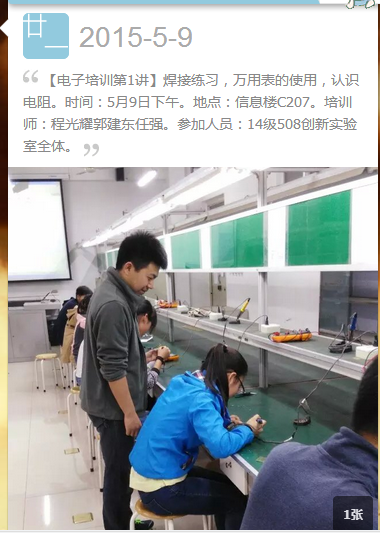 廿一
2015-5-9
【电子培训第1讲】焊接练习，万用表的使用，认识
电阻。时间：5月9日下午。地点：信息楼C207。培训
师：程光耀郭建东任强。参加人员：14级508创新实验
室全体。
1张